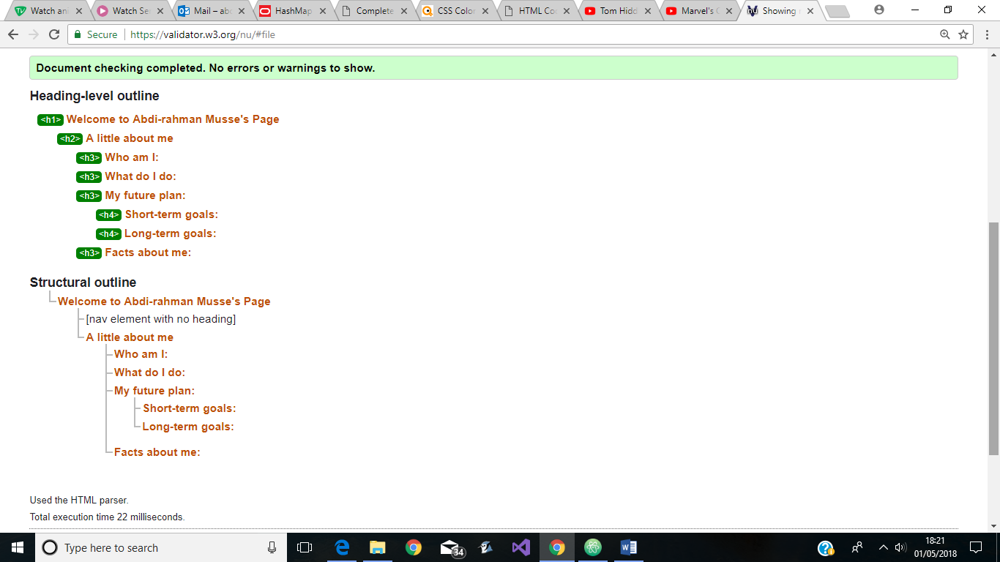 Watch and
Watch Se
Mail – abd
HashMap
Complete
CSS Color
HTML Co
Tom Hidd
Marvel's
Showing
Secure
https://validator.w3.org/nu/#file
Document checking completed. No errors or warnings to show.
Heading-level outline
<h1> Welcome to Abdi-rahman Musse's Page
<h2> A little about me
<h3> Who am I:
<h3> What do I do:
<h3> My future plan:
<h4> Short-term goals:
<h4> Long-term goals:
<h3> Facts about me:
Structural outline
Welcome to Abdi-rahman Musse's Page
[nav element with no heading]
A little about me
Who am I:
What do I do:
My future plan:
Short-term goals:
Long-term goals:
Facts about me:
Used the HTML parser.
Total execution time 22 milliseconds.
Type here to search
34
18:21
01/05/2018